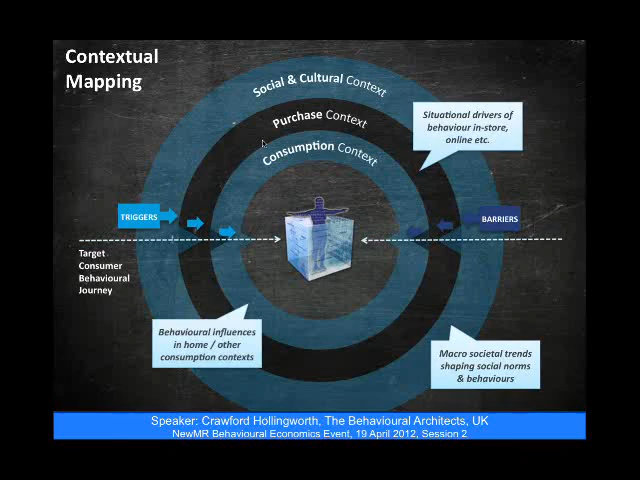 Contextual
Mapping
Social & Cultural Context
Purchase Context
Consumption Context
Situational drivers of
behaviour in-store,
online etc.
TRIGGERS
BARRIERS
Target
Consumer
Behavioural
Journey
Behavioural influences
in home / other
consumption contexts
Macro societal trends
shaping social norms
& behaviours
Speaker: Crawford Hollingworth, The Behavioural Architects, UK
NewMR Behavioural Economics Event, 19 April 2012, Session 2